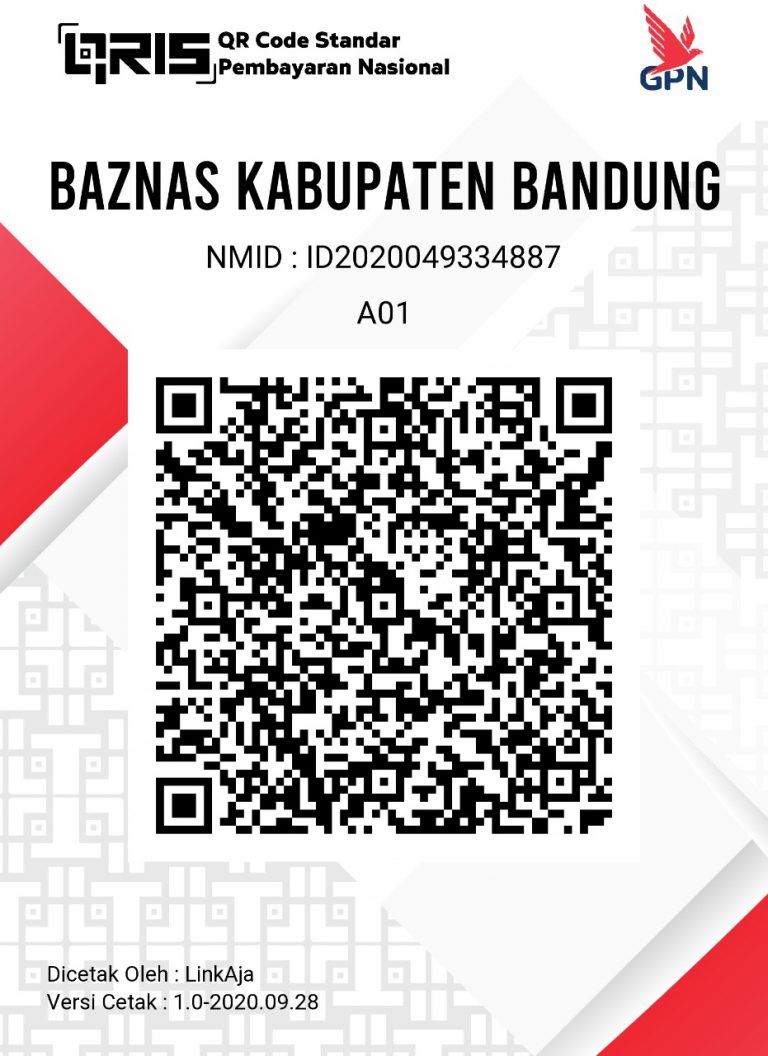 QRIS QR Code Standar
Pembayaran Nasional
GPN
BAZNAS KABUPATEN BANDUNG
NMID : ID2020049334887
A01
Dicetak Oleh : LinkAja
Versi Cetak : 1.0-2020.09.28